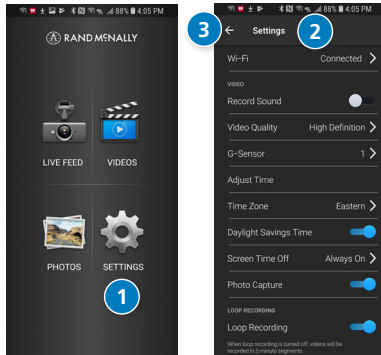 88% 4:05 PM
RAND MCNALLY
LIVE FEED VIDEOS
PHOTOS SETTINGS
1
3 2
88% 4:05 PM
Settings
Wi-Fi Connected
VIDEO
Record Sound
Video Quality High Definition
G-Sensor 1
Adjust Time
Time Zone Eastern
Daylight Savings Time
Screen Time Off Always On
Photo Capture
LOOP RECORDING
Loop Recording
When loop recording is turned off, videos will be
recorded in 5 minute segments.